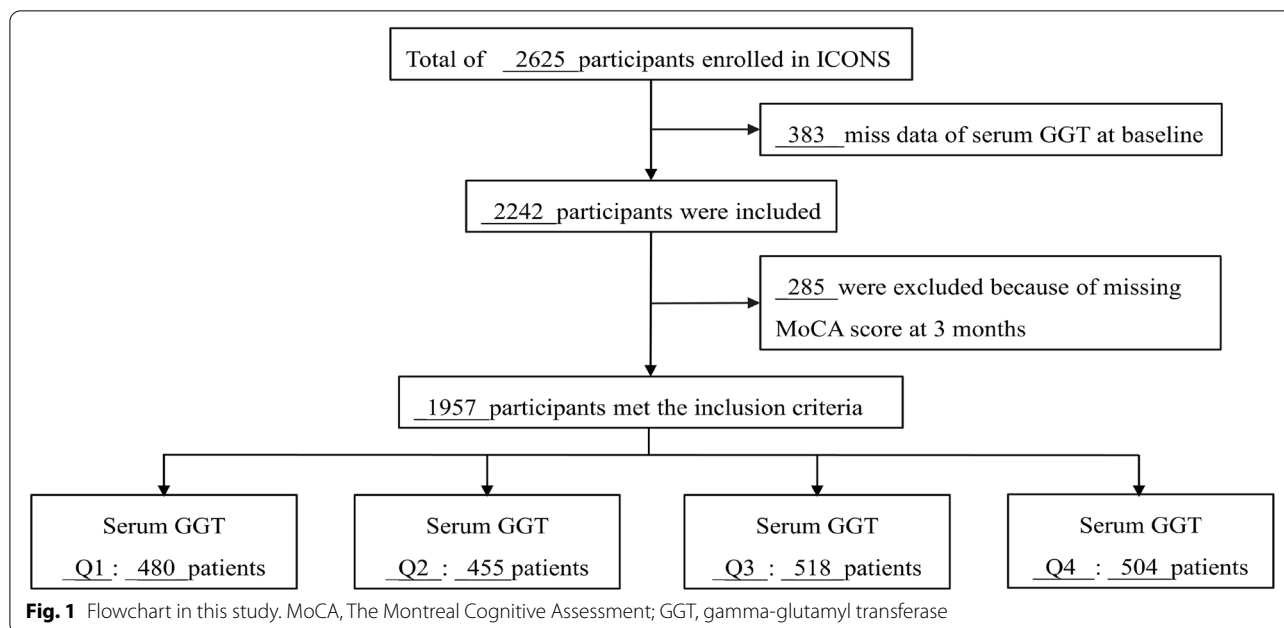 Total of 2625 participants enrolled in ICONS
383 miss data of serum GGT at baseline
2242 participants were included
285 were excluded because of missing
MoCA score at 3 months
1957 participants met the inclusion criteria
Serum GGT
Q1: 480 patients
Serum GGT
Q2: 455 patients
Serum GGT
Q3: 518 patients
Serum GGT
Q4: 504 patients
Fig. 1 Flowchart in this study. MoCA, The Montreal Cognitive Assessment; GGT, gamma-glutamyl transferase